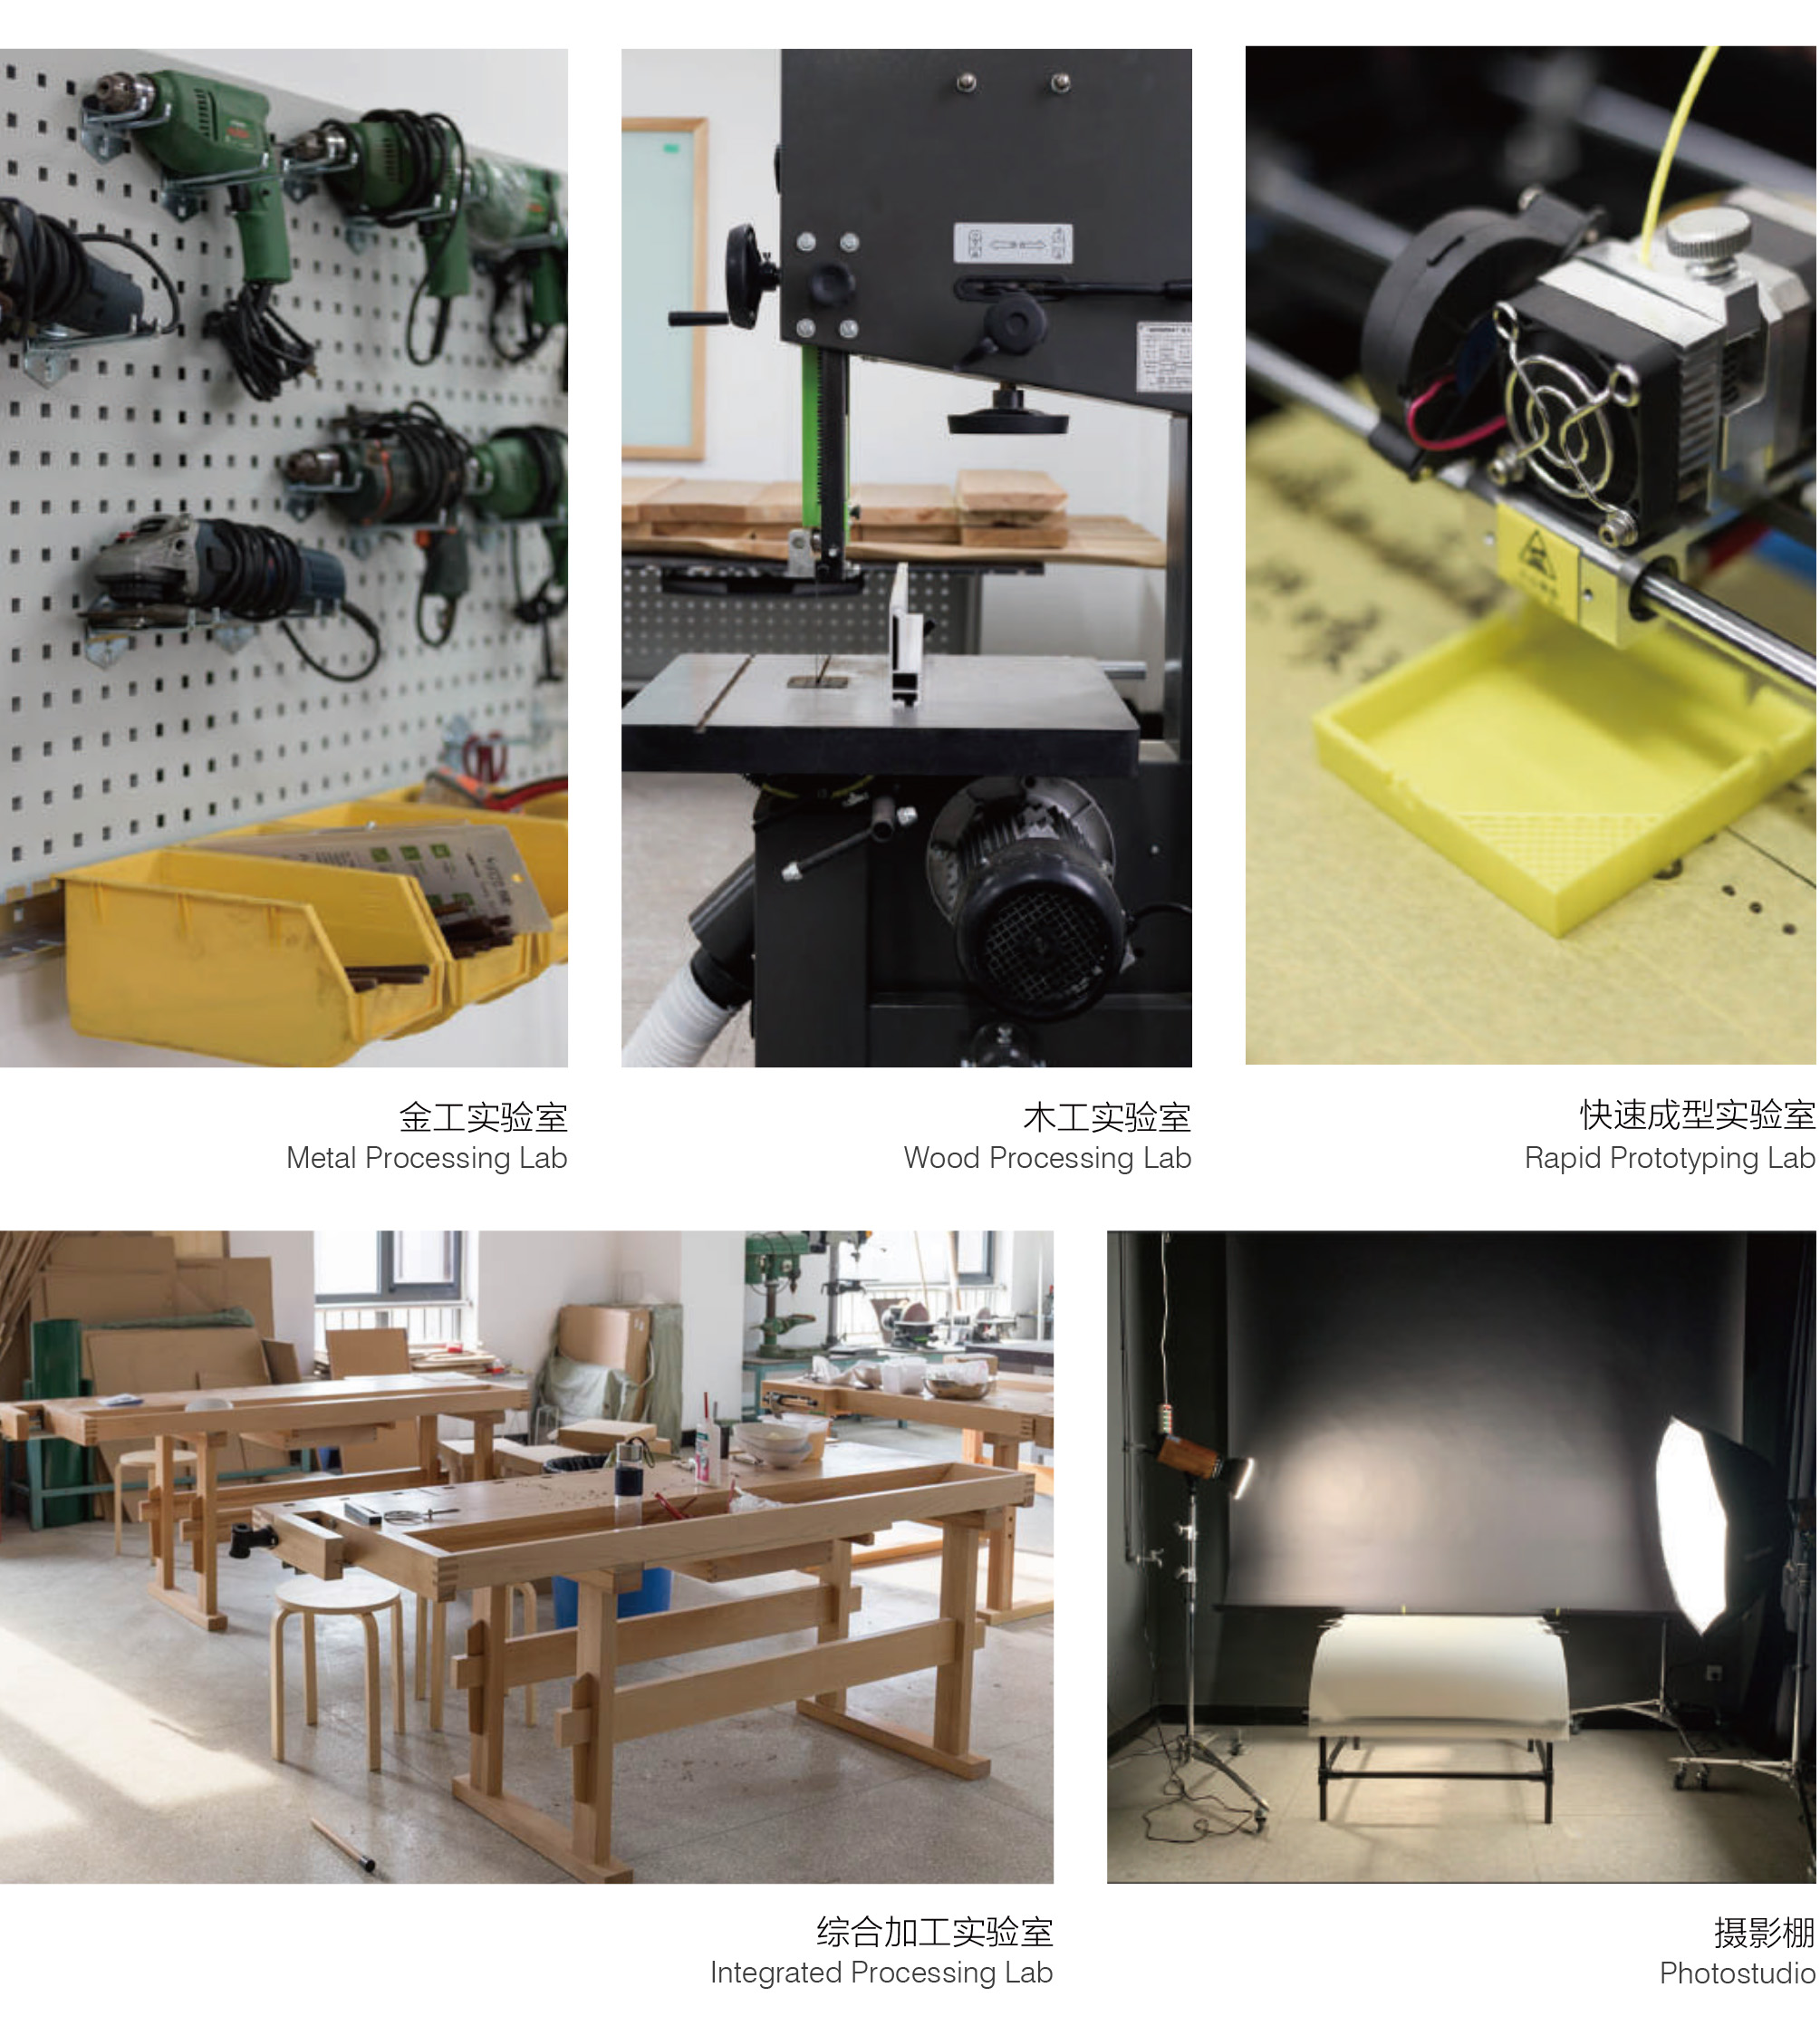 金工实验室
Metal Processing Lab
木工实验室
Wood Processing Lab
快速成型实验室
Rapid Prototyping Lab
综合加工实验室
Integrated Processing Lab
摄影棚
Photostudio